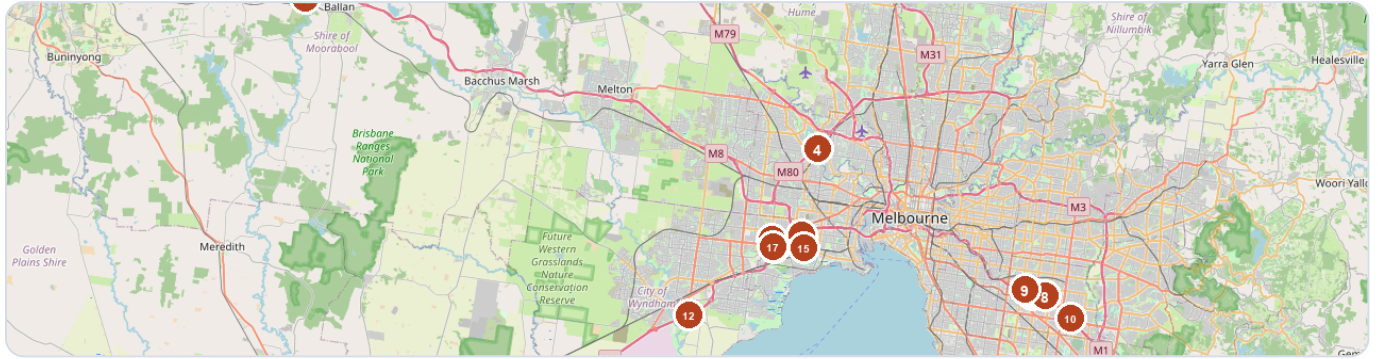 Ballan
Shire of
Moorabool
Buninyong
Bacchus Marsh
Melton
M79
Hume
M31
Shire of
Nillumbik
Yarra Glen
Healesville
Brisbane
Ranges
National
Park
M8
4
M80
Woori Yallo
M3
Melbourne
Golden
Plains Shire
Meredith
Future
Western
Grasslands
Nature
Conservation
Reserve
17
15
City of
Wyndham
12
9
8
10
M1